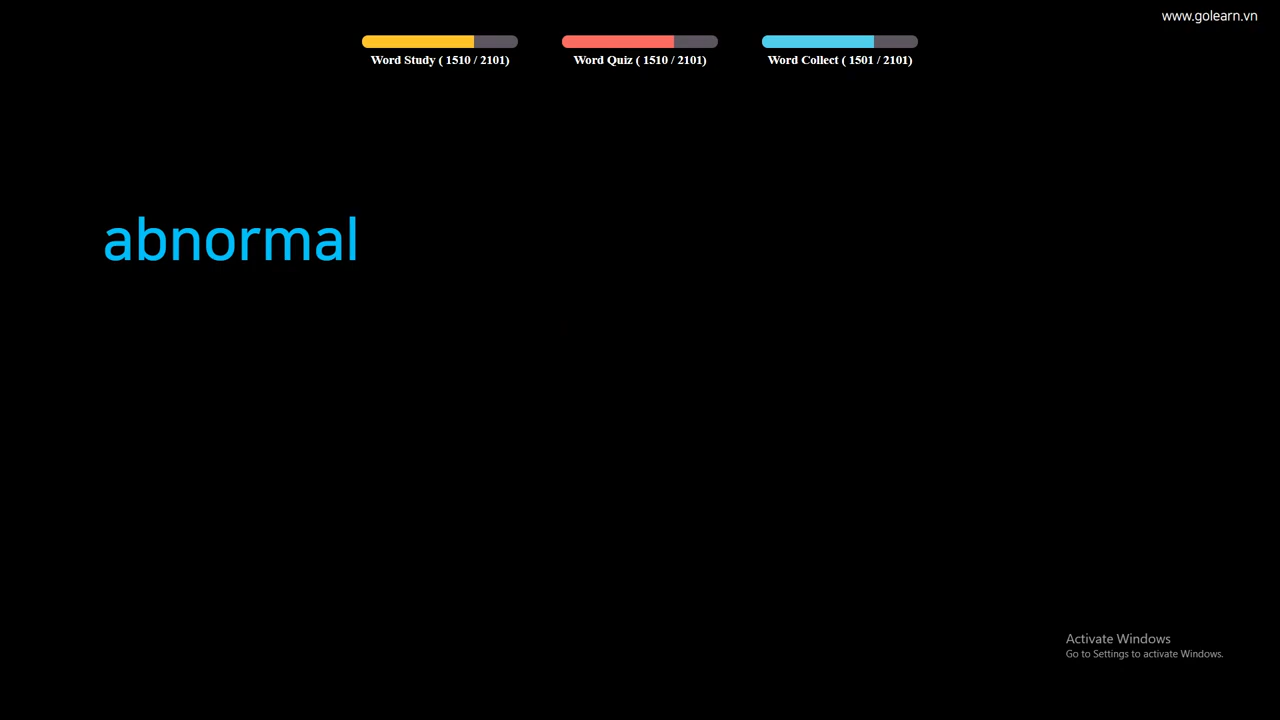 www.golearn.vn
Word Study ( 1510 / 2101)
Word Quiz ( 1510 / 2101)
Word Collect ( 1501 / 2101)
abnormal
Activate Windows
Go to Settings to activate Windows.